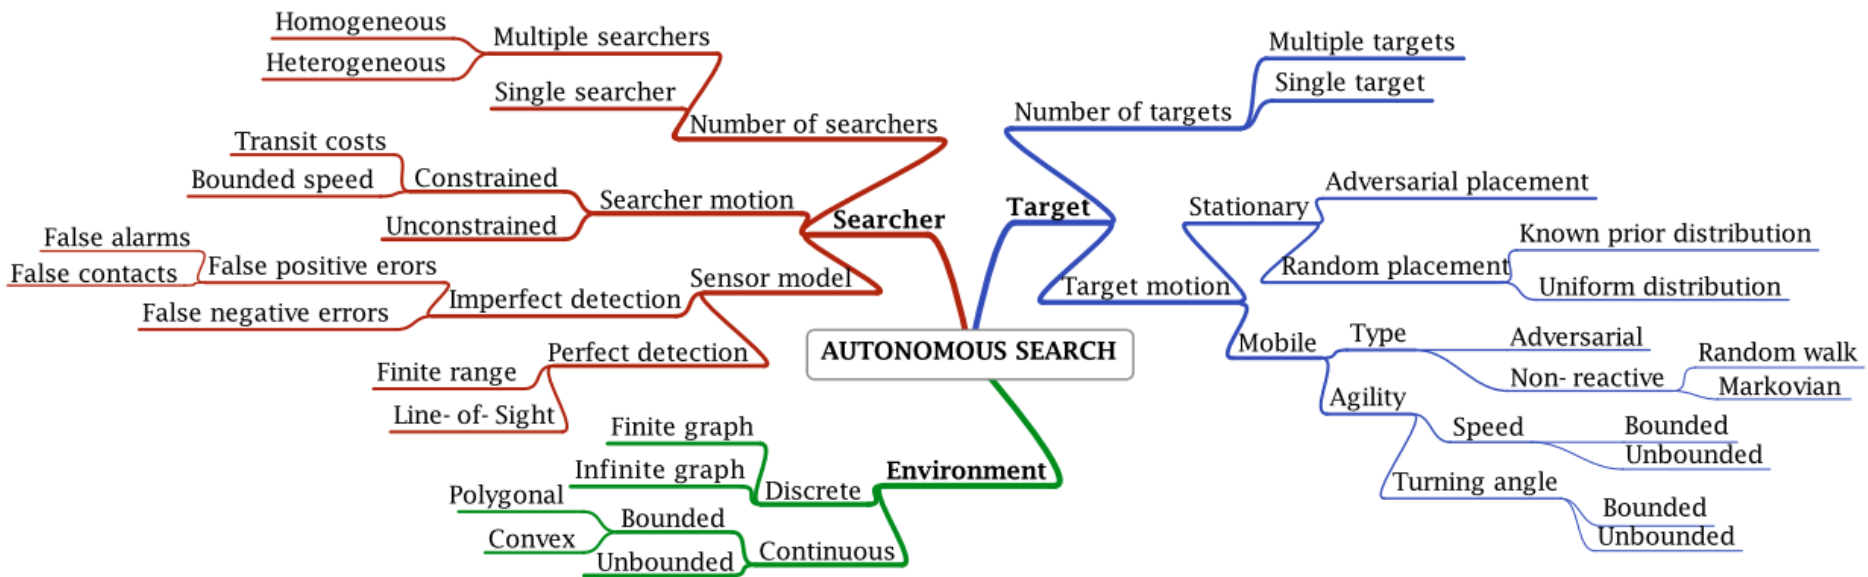 Homogeneous
Heterogeneous
Multiple searchers
Single searcher
Number of searchers
Transit costs
Bounded speed
Constrained
Unconstrained
Searcher motion
Searcher
False alarms
False contacts
False positive erors
False negative errors
Imperfect detection
Sensor model
Perfect detection
Finite range
Line- of- Sight
AUTONOMOUS SEARCH
Finite graph
Infinite graph
Discrete
Environment
Polygonal
Convex
Bounded
Unbounded
Continuous
Multiple targets
Single target
Number of targets
Target
Target motion
Stationary
Adversarial placement
Random placement
Known prior distribution
Uniform distribution
Mobile
Type
Adversarial
Non- reactive
Random walk
Markovian
Agility
Speed
Bounded
Unbounded
Turning angle
Bounded
Unbounded